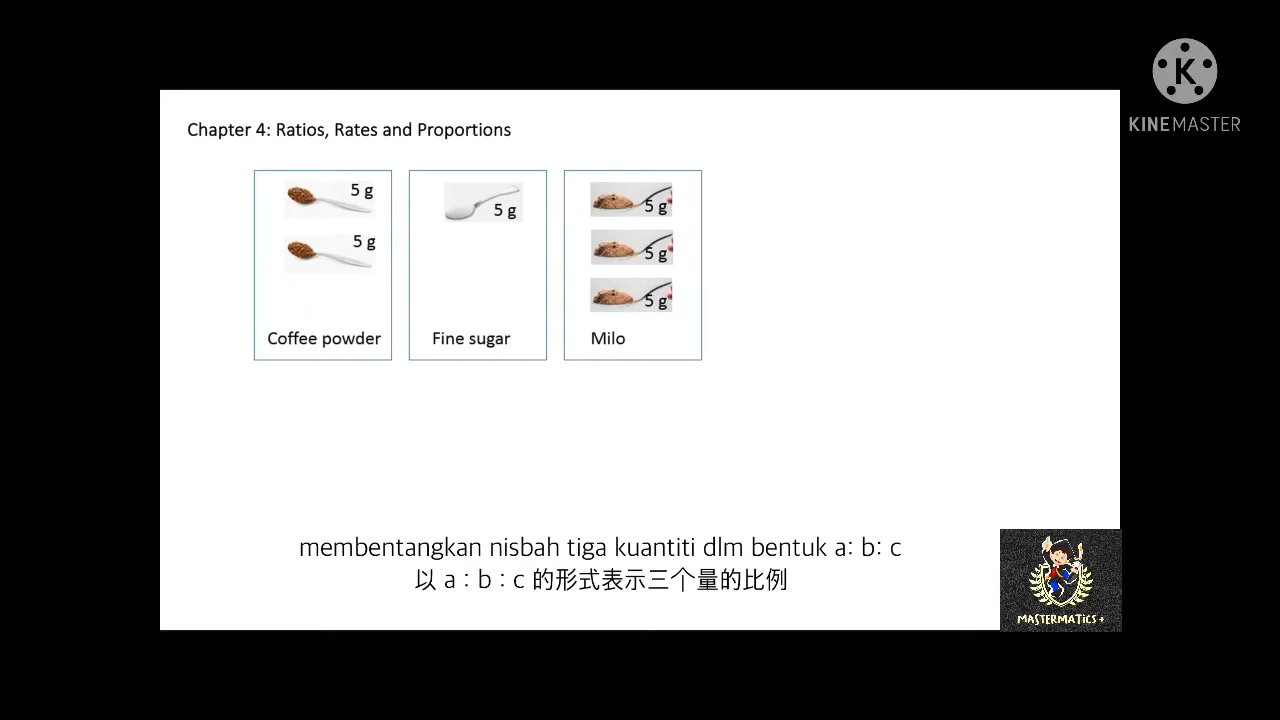 KINEMASTER
Chapter 4: Ratios, Rates and Proportions
5 g
5 g
Coffee powder
5 g
Fine sugar
5 g
5 g
5 g
Milo
membentangkan nisbah tiga kuantiti dlm bentuk a: b: c
以 a : b : c 的形式表示三个量的比例
MASTERMATiCS +